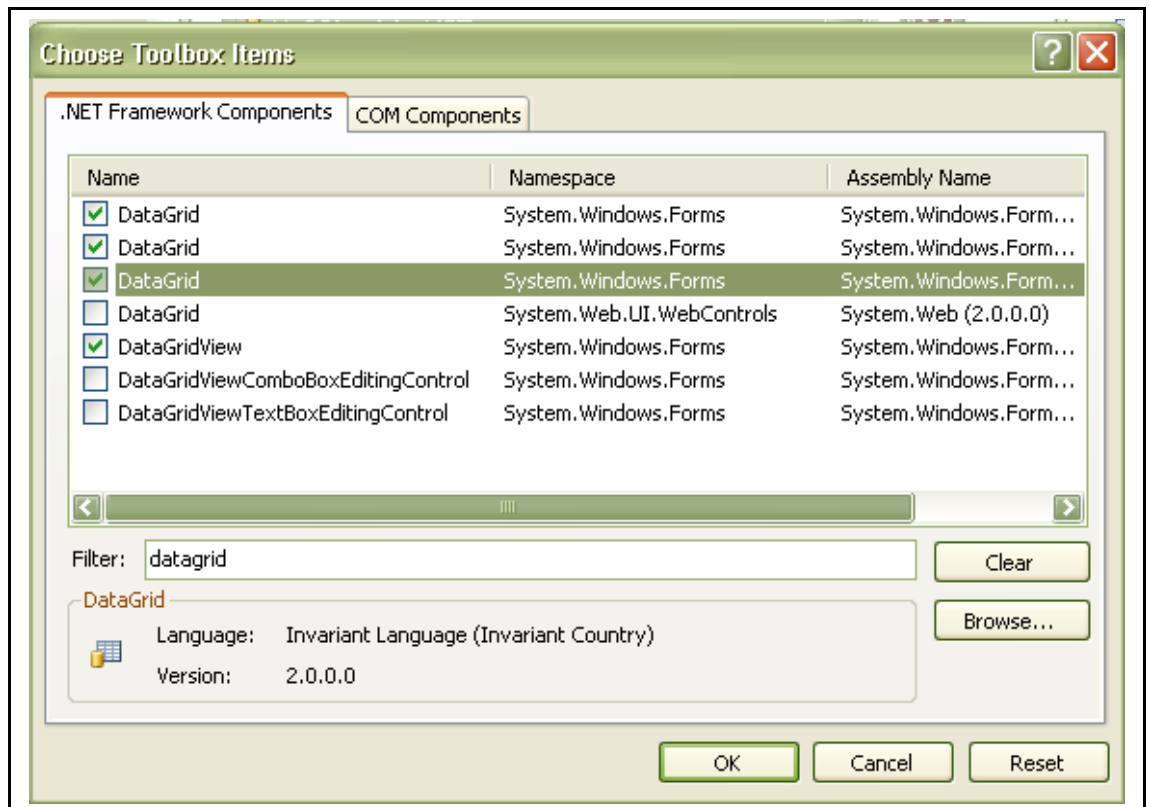 Choose Toolbox Items
.NET Framework Components COM Components
Name Namespace Assembly Name
DataGrid System.Windows.Forms System.Windows.Form...
DataGrid System.Windows.Forms System.Windows.Form...
DataGrid System.Windows.Forms System.Windows.Form...
DataGrid System.Web.UI.WebControls System.Web (2.0.0.0)
DataGridView System.Windows.Forms System.Windows.Form...
DataGridViewComboBoxEditingControl System.Windows.Forms System.Windows.Form...
DataGridViewTextBoxEditingControl System.Windows.Forms System.Windows.Form...
Filter: datagrid Clear
DataGrid
Browse...
Language: Invariant Language (Invariant Country)
Version: 2.0.0.0
OK Cancel Reset